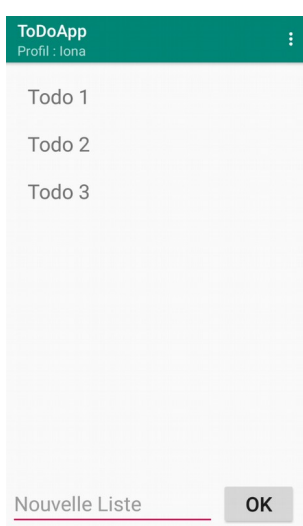 ToDoApp
Profil : Iona
Todo 1
Todo 2
Todo 3
Nouvelle Liste
OK